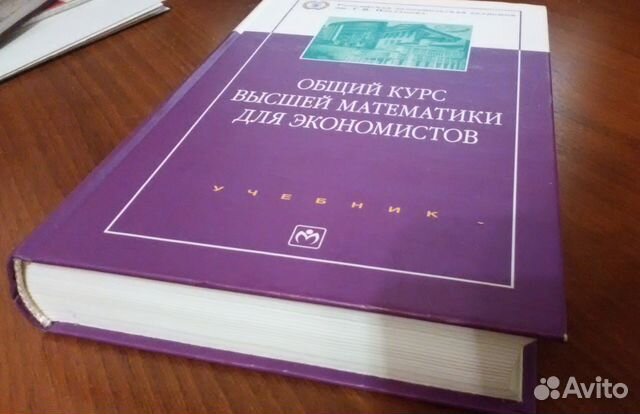 ОБЩИЙ КУРС
ВЫСШЕЙ МАТЕМАТИКИ
ДЛЯ ЭКОНОМИСТОВ
УЧЕБНИК
Avito